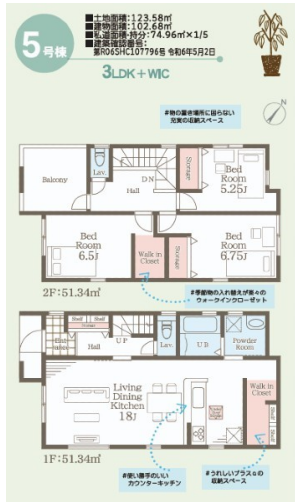 5号棟
■土地面積:123.58㎡
■建物面積:102.68㎡
■私道面積・持分:74.96㎡×1/5
■建築確認番号:
第R06SHC107796号 令和6年5月2日
3LDK+WIC
#物の置き場所に困らない
充実の収納スペース
Balcony
Lav.
DN
Hall
Storage
Bed
Room
5.25J
Bed
Room
6.5J
Walk in
Closet
Storage
Bed
Room
6.75J
2F:51.34㎡
#季節物の入れ替えが楽々の
ウォークインクローゼット
Shelf
Shelf
Hall
UP
Lav.
UB
Powder
Room
Living
Dining
Kitchen
18J
Walk in
Closet
Shelf
Shelf
1F:51.34㎡
#使い勝手のいい
カウンターキッチン
#うれしいプラスαの
収納スペース